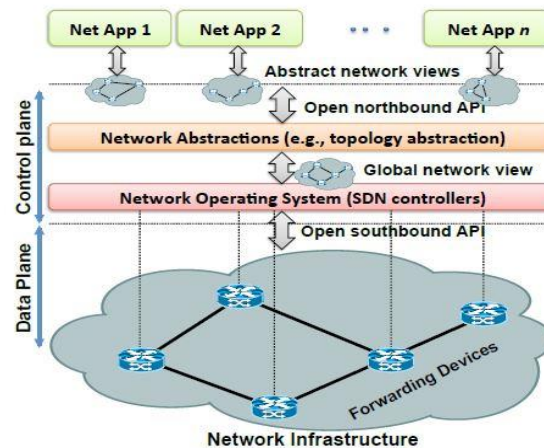 Net App 1
Net App 2
Net App n
Abstract network views
Open northbound API
Network Abstractions (e.g., topology abstraction)
Global network view
Network Operating System (SDN controllers)
Open southbound API
Control plane
Data Plane
Forwarding Devices
Network Infrastructure